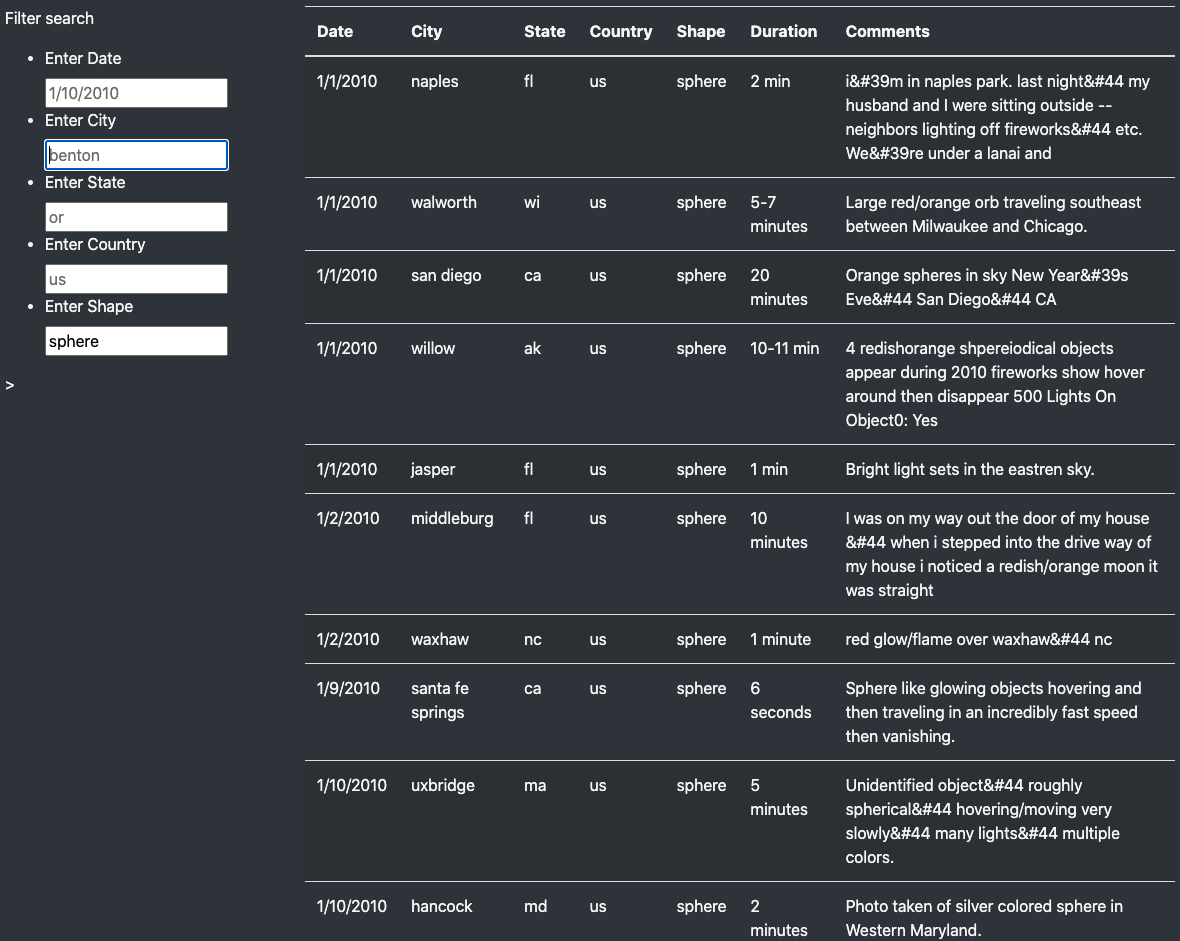 Filter search
Enter Date
1/10/2010
Enter City
benton
Enter State
or
Enter Country
us
Enter Shape
sphere
>
Date City State Country Shape Duration Comments
1/1/2010 naples fl us sphere 2 min i&#39m in naples park. last night&#44 my
husband and I were sitting outside --
neighbors lighting off fireworks&#44 etc.
We&#39re under a lanai and
1/1/2010 walworth wi us sphere 5-7 Large red/orange orb traveling southeast
minutes between Milwaukee and Chicago.
1/1/2010 san diego ca us sphere 20 Orange spheres in sky New Year&#39s
minutes Eve&#44 San Diego&#44 CA
1/1/2010 willow ak us sphere 10-11 min 4 redishorange shpereiodical objects
appear during 2010 fireworks show hover
around then disappear 500 Lights On
Object0: Yes
1/1/2010 jasper fl us sphere 1 min Bright light sets in the eastren sky.
1/2/2010 middleburg fl us sphere 10 I was on my way out the door of my house
minutes &#44 when i stepped into the drive way of
my house i noticed a redish/orange moon it
was straight
1/2/2010 waxhaw nc us sphere 1 minute red glow/flame over waxhaw&#44 nc
1/9/2010 santa fe ca us sphere 6 Sphere like glowing objects hovering and
springs seconds then traveling in an incredibly fast speed
then vanishing.
1/10/2010 uxbridge ma us sphere 5 Unidentified object&#44 roughly
minutes spherical&#44 hovering/moving very
slowly&#44 many lights&#44 multiple
colors.
1/10/2010 hancock md us sphere 2 Photo taken of silver colored sphere in
minutes Western Maryland.